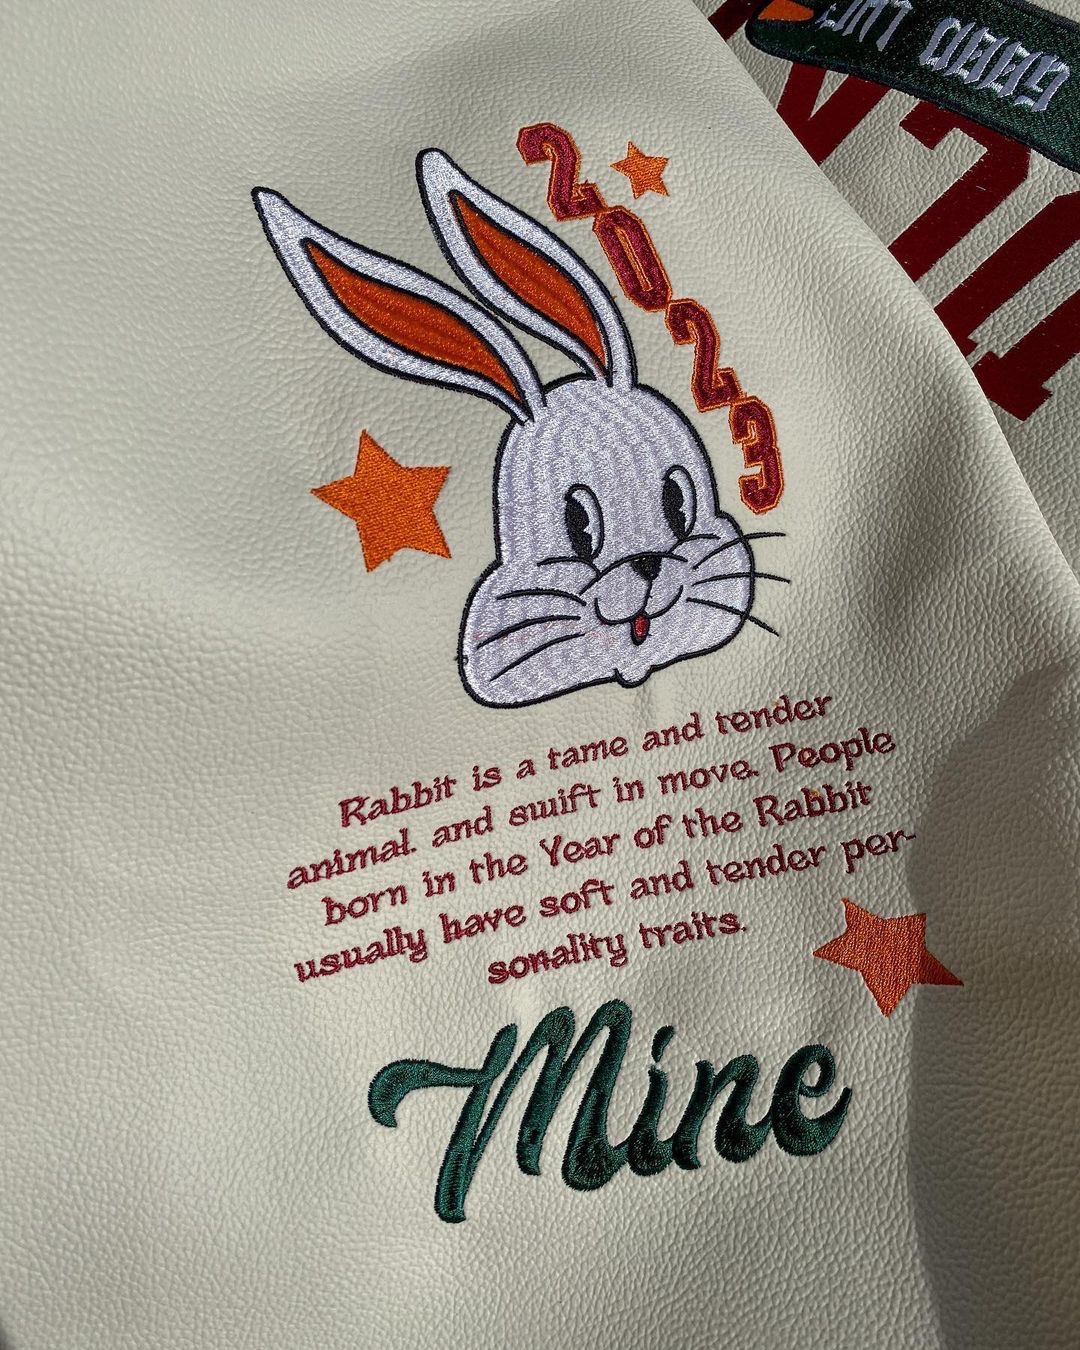 2023
Rabbit is a tame and tender
animal. and swift in move. People
born in the Year of the Rabbit
usually have soft and tender per-
sonality traits.
Mine